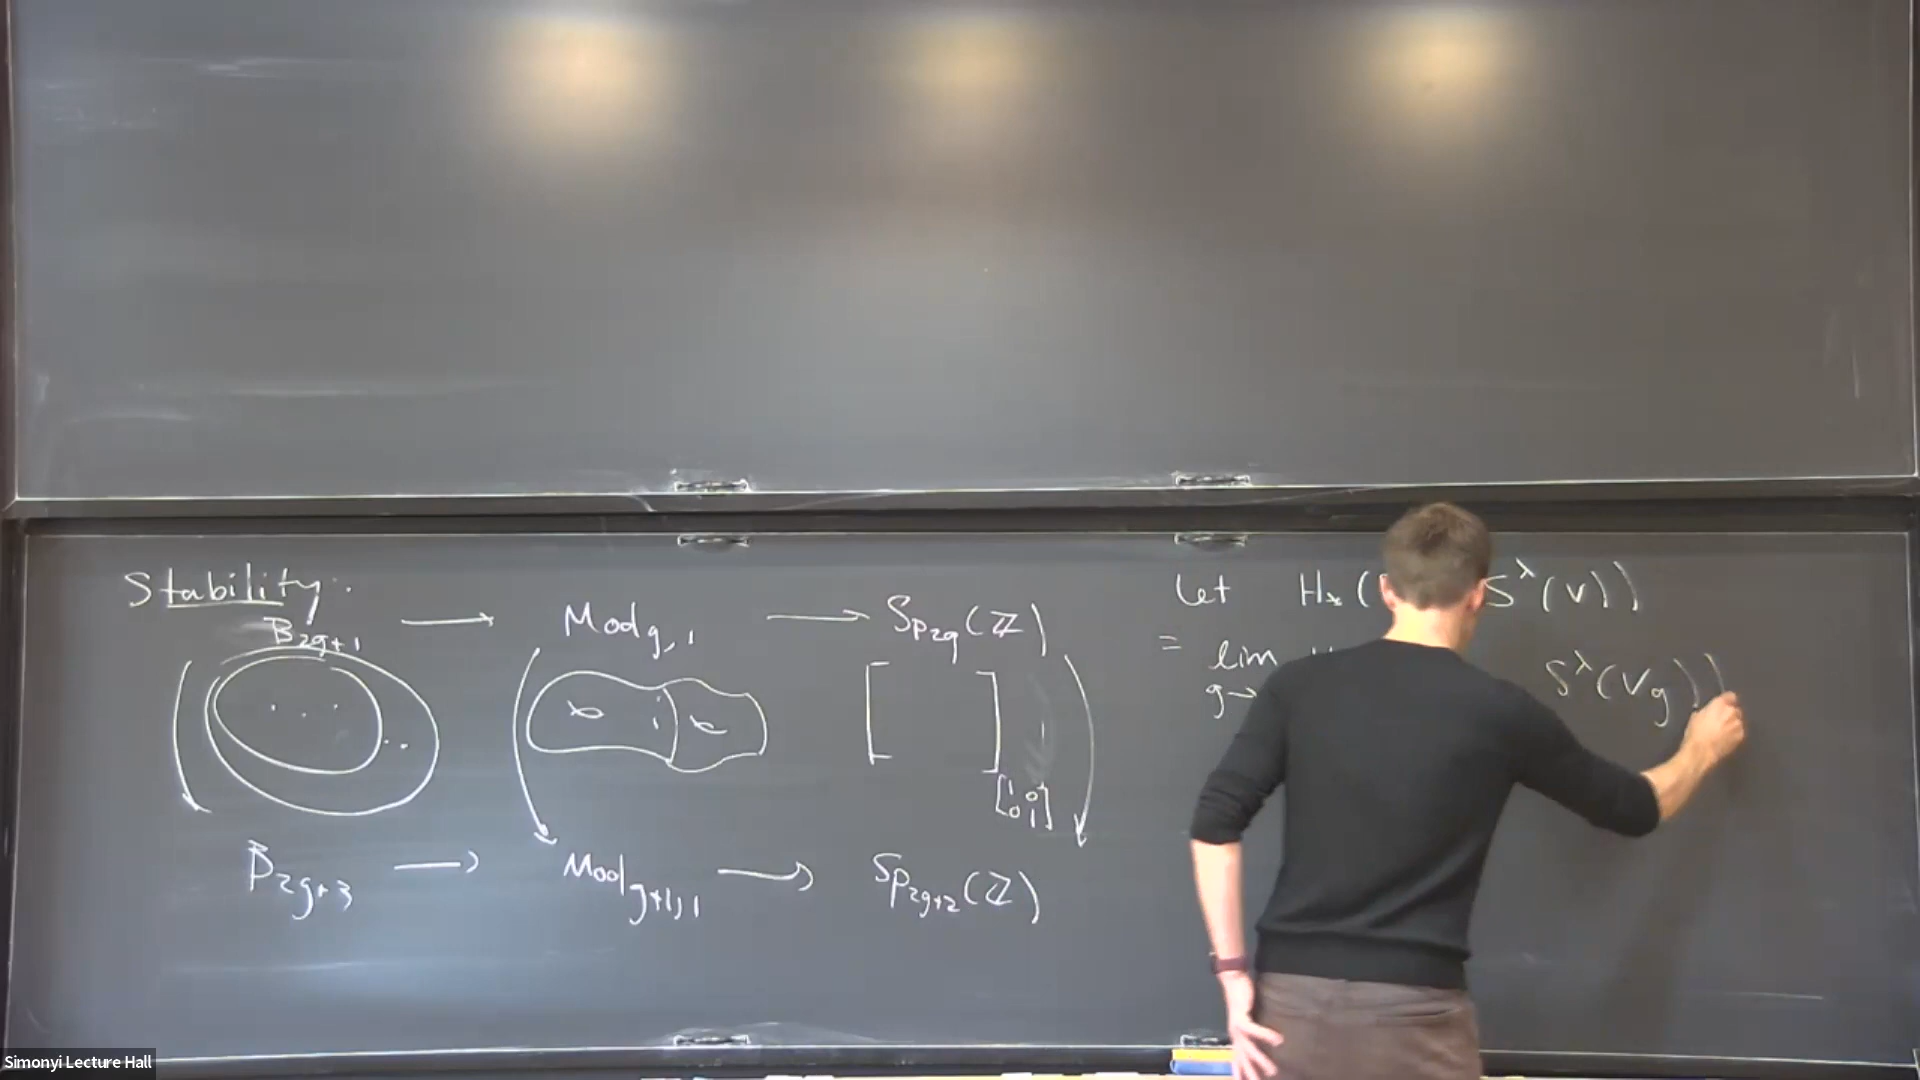 Stability:
B_{2g+1} → Mod_{g,1} → Sp_{2g}(ℤ)
[ ]
[1 0
0 1]
B_{2g+3} → Mod_{g+1,1} → Sp_{2g+2}(ℤ)
Let H_*( S^λ(V))
= lim S^λ(V_g))
g→
Simonyi Lecture Hall